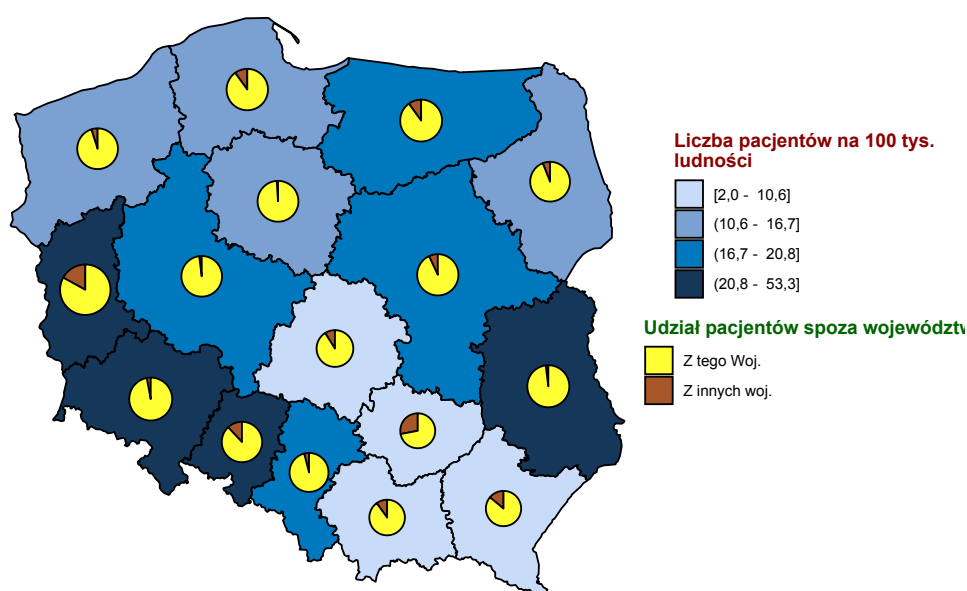 Liczba pacjentów na 100 tys.
ludności
[2,0 - 10,6]
(10,6 - 16,7]
(16,7 - 20,8]
(20,8 - 53,3]
Udział pacjentów spoza województw
Z tego Woj.
Z innych woj.